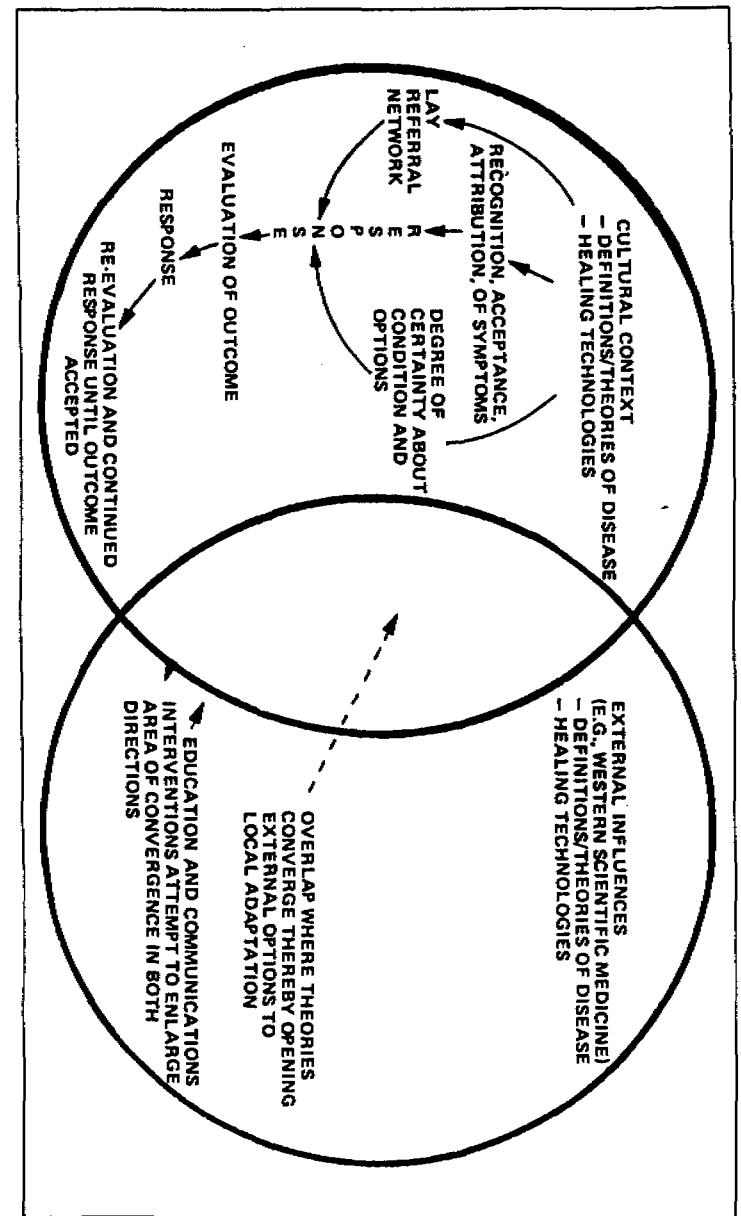 CULTURAL CONTEXT
– DEFINITIONS/THEORIES OF DISEASE
– HEALING TECHNOLOGIES
RECOGNITION, ACCEPTANCE,
ATTRIBUTION, OF SYMPTOMS
LAY
REFERRAL
NETWORK
RESPONSE
DEGREE OF
CERTAINTY ABOUT
CONDITION AND
OPTIONS
EVALUATION OF OUTCOME
RESPONSE
RE-EVALUATION AND CONTINUED
RESPONSE UNTIL OUTCOME
ACCEPTED
EXTERNAL INFLUENCES
(E.G., WESTERN SCIENTIFIC MEDICINE)
– DEFINITIONS/THEORIES OF DISEASE
– HEALING TECHNOLOGIES
OVERLAP WHERE THEORIES
CONVERGE THEREBY OPENING
EXTERNAL OPTIONS TO
LOCAL ADAPTATION
EDUCATION AND COMMUNICATIONS
INTERVENTIONS ATTEMPT TO ENLARGE
AREA OF CONVERGENCE IN BOTH
DIRECTIONS